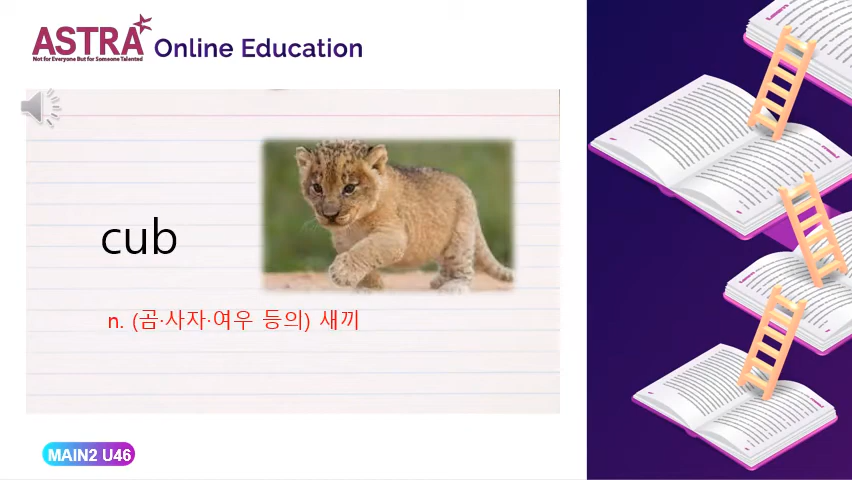 ASTRA
Not for Everyone But for Someone Talented
Online Education
cub
n. (곰·사자·여우 등의) 새끼
MAIN2 U46